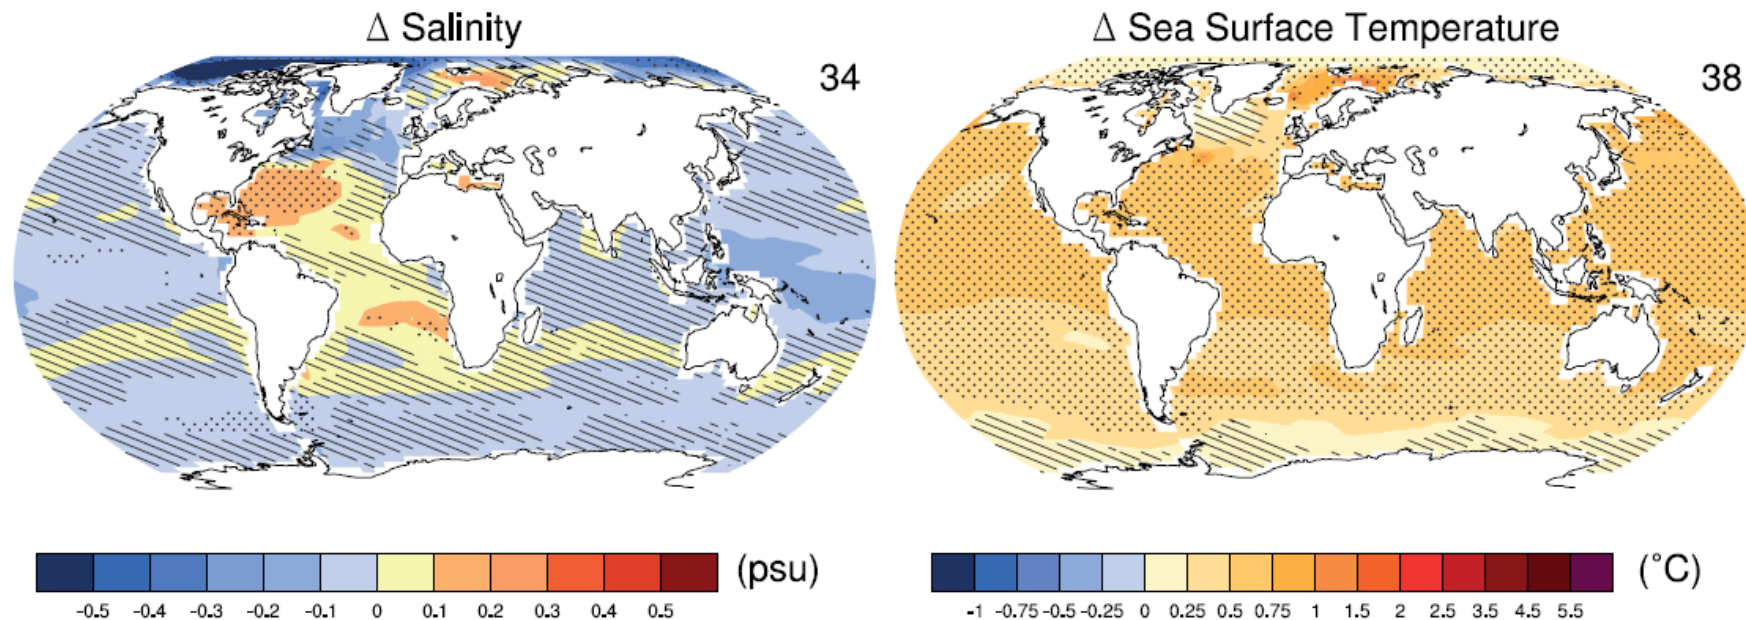 Δ Salinity
34
-0.5 -0.4 -0.3 -0.2 -0.1 0 0.1 0.2 0.3 0.4 0.5
(psu)
Δ Sea Surface Temperature
38
-1 -0.75 -0.5 -0.25 0 0.25 0.5 0.75 1 1.5 2 2.5 3.5 4.5 5.5
(°C)